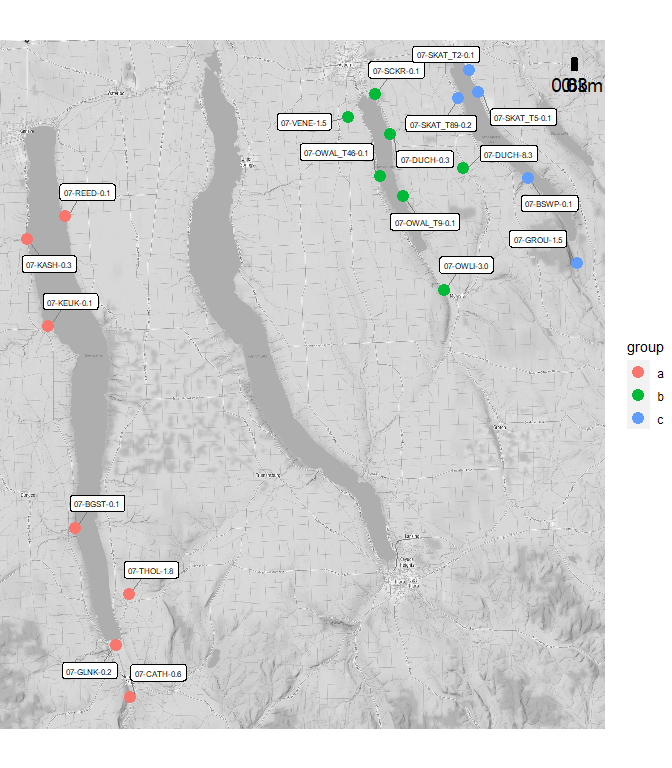 07-SKAT_T2-0.1
07-SCKR-0.1
07-VENE-1.5
07-SKAT_T89-0.2
07-SKAT_T5-0.1
07-OWAL_T46-0.1
07-DUCH-0.3
07-DUCH-8.3
07-REED-0.1
07-BSWP-0.1
07-OWAL_T9-0.1
07-GROU-1.5
07-KASH-0.3
07-OWLI-3.0
07-KEUK-0.1
group
a
b
c
07-BGST-0.1
07-THOL-1.8
07-GLNK-0.2
07-CATH-0.6